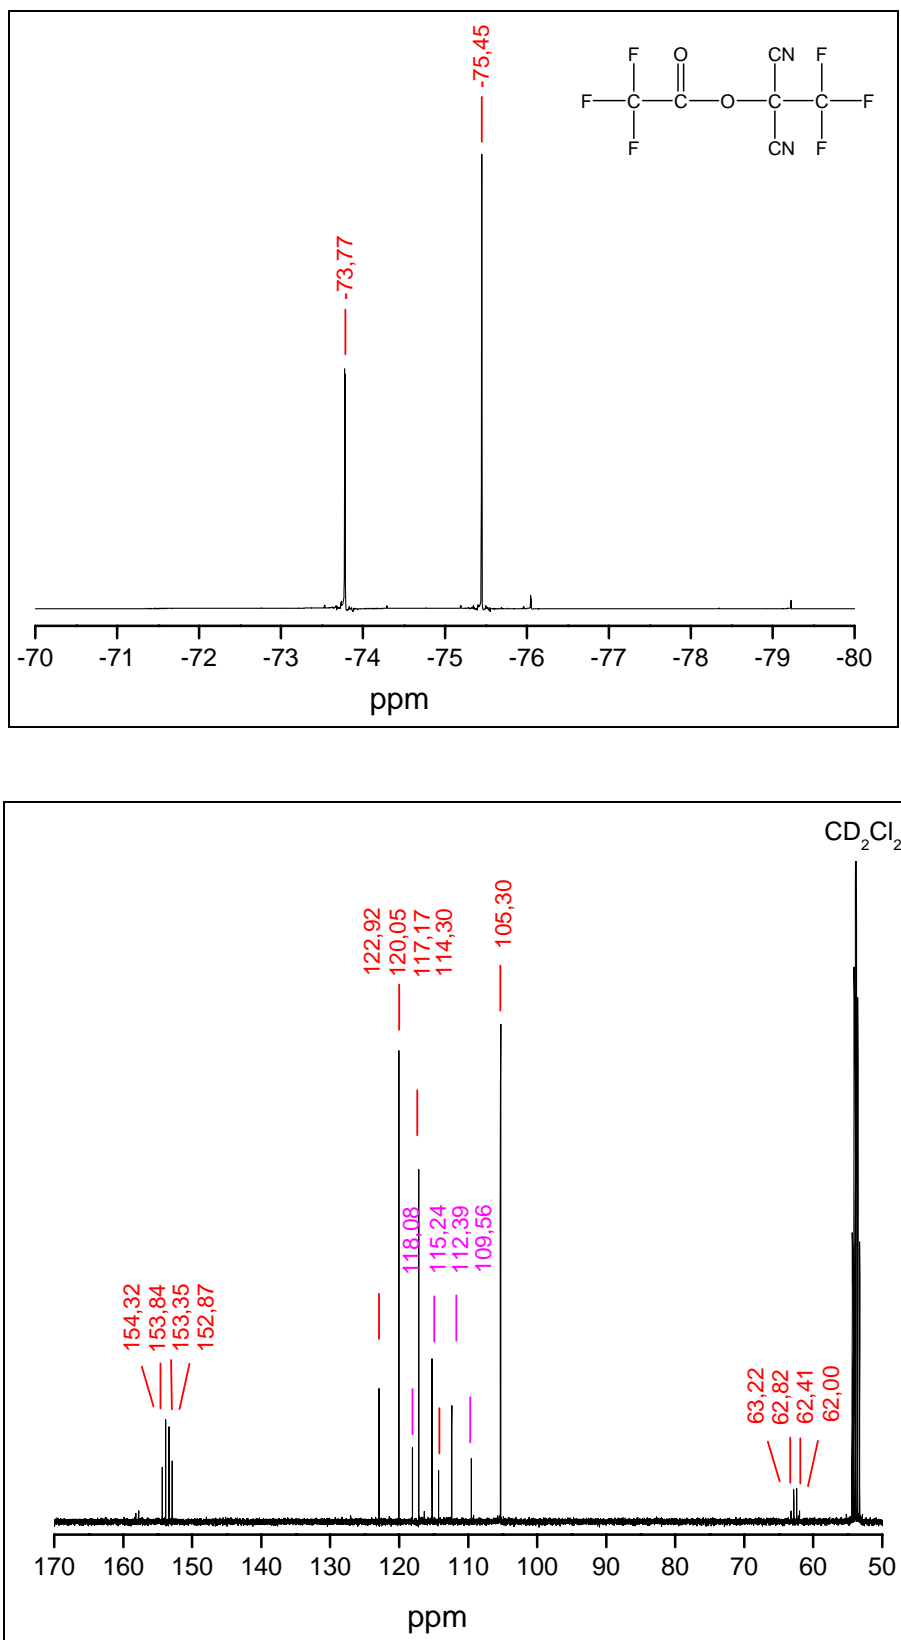 -75,45
-73,77
F O CN F
F C C O C C F
F CN F
-70 -71 -72 -73 -74 -75 -76 -77 -78 -79 -80
ppm
CD2Cl2
122,92
120,05
117,17
114,30
105,30
118,08
115,24
112,39
109,56
154,32
153,84
153,35
152,87
63,22
62,82
62,41
62,00
170 160 150 140 130 120 110 100 90 80 70 60 50
ppm